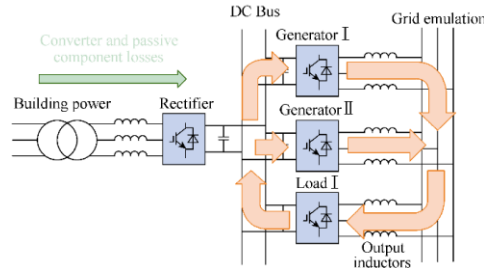 DC Bus
Grid emulation
Generator I
Converter and passive
component losses
Building power
Rectifier
Generator II
Load I
Output
inductors